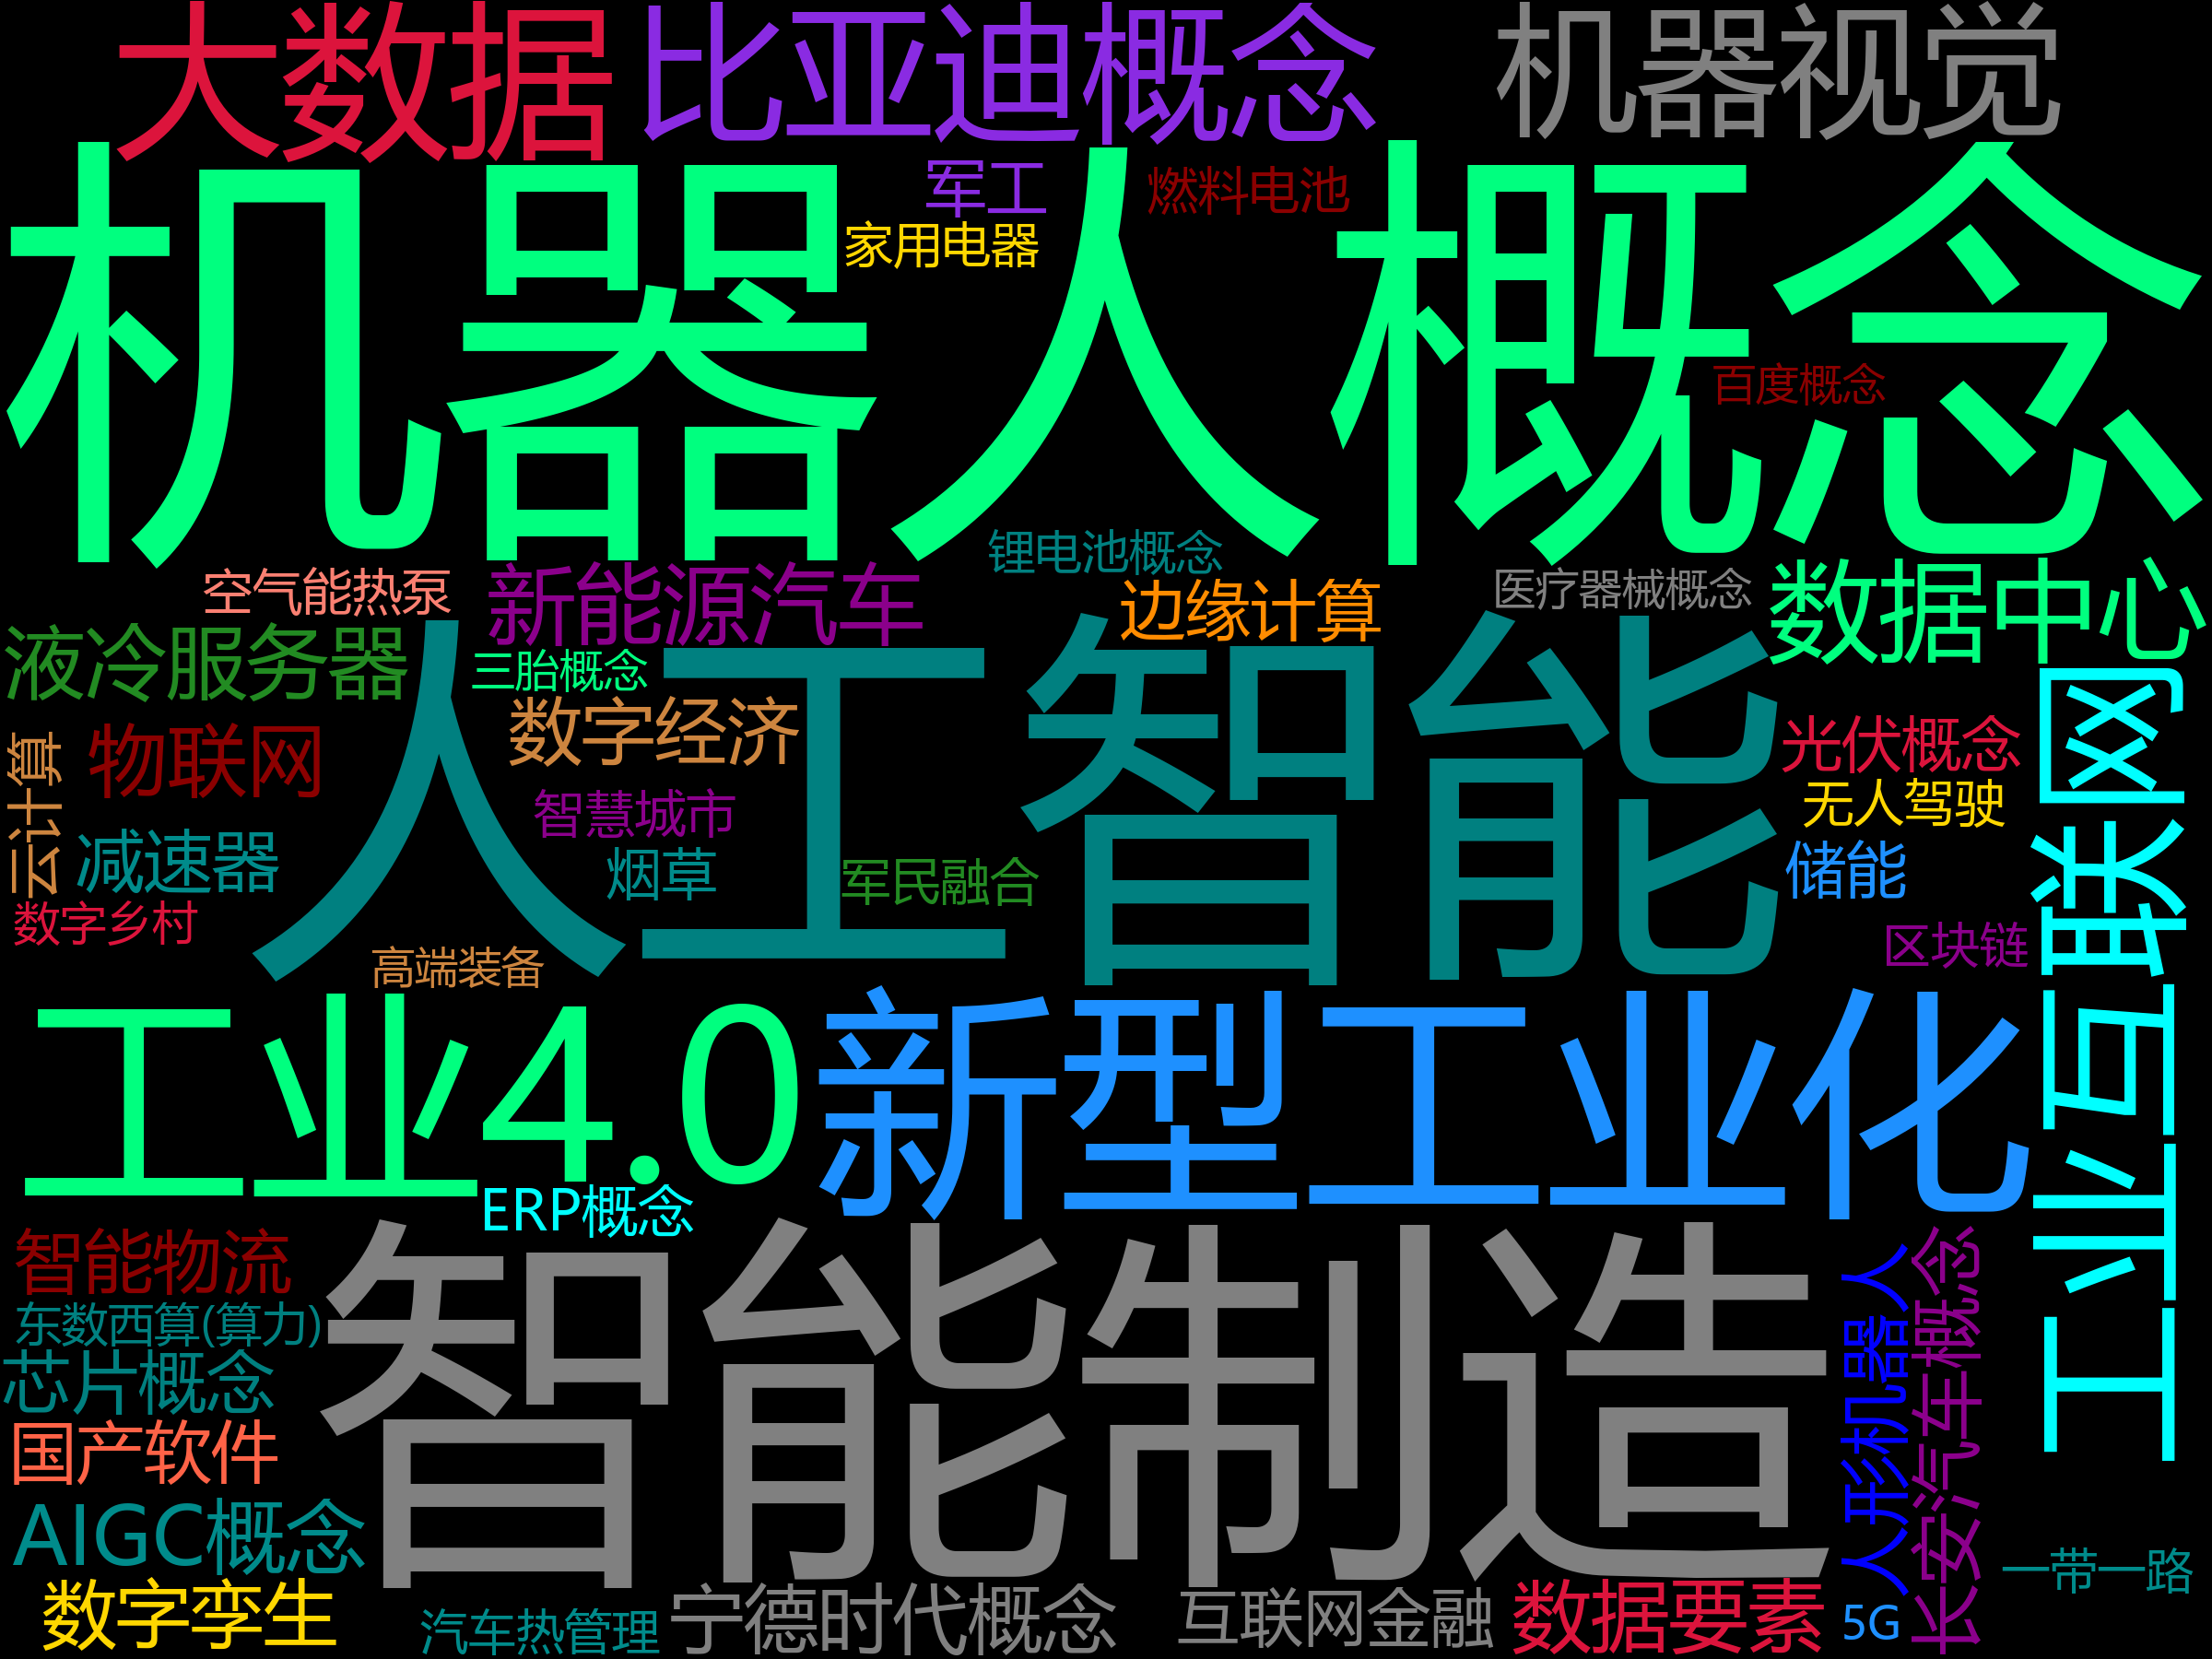 大数据
比亚迪概念
机器视觉
军工
燃料电池
家用电器
机器人概念
百度概念
锂电池概念
空气能热泵
新能源汽车
边缘计算
医疗器械概念
数据中心
液冷服务器
三胎概念
人工智能
数字经济
物联网
光伏概念
云计算
智慧城市
无人驾驶
减速器
烟草
军民融合
储能
数字乡村
高端装备
区块链
工业互联网
工业4.0
新型工业化
ERP概念
智能物流
智能制造
东数西算(算力)
芯片概念
国产软件
AIGC概念
人形机器人
长安汽车概念
一带一路
数字孪生
汽车热管理
宁德时代概念
互联网金融
数据要素
5G